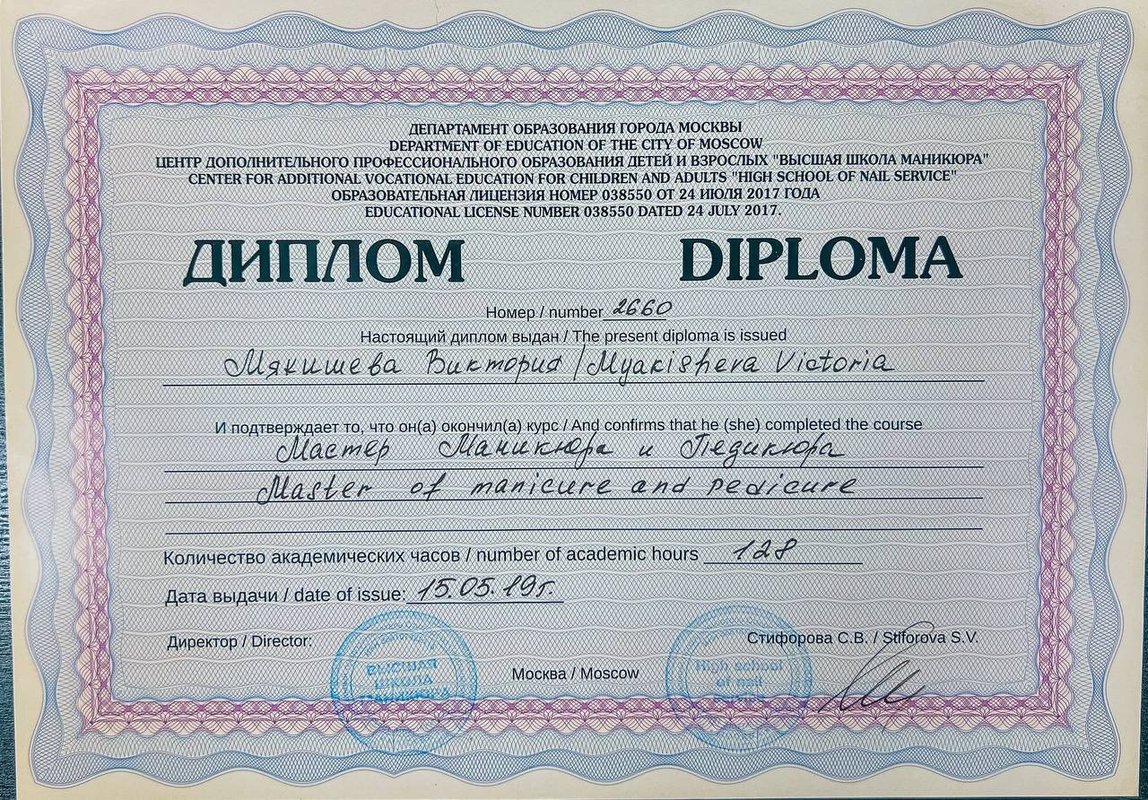 ДЕПАРТАМЕНТ ОБРАЗОВАНИЯ ГОРОДА МОСКВЫ
DEPARTMENT OF EDUCATION OF THE CITY OF MOSCOW
ЦЕНТР ДОПОЛНИТЕЛЬНОГО ПРОФЕССИОНАЛЬНОГО ОБРАЗОВАНИЯ ДЕТЕЙ И ВЗРОСЛЫХ "ВЫСШАЯ ШКОЛА МАНИКЮРА"
CENTER FOR ADDITIONAL VOCATIONAL EDUCATION FOR CHILDREN AND ADULTS "HIGH SCHOOL OF NAIL SERVICE"
ОБРАЗОВАТЕЛЬНАЯ ЛИЦЕНЗИЯ НОМЕР 038550 ОТ 24 ИЮЛЯ 2017 ГОДА
EDUCATIONAL LICENSE NUMBER 038550 DATED 24 JULY 2017.
ДИПЛОМ DIPLOMA
Номер / number 2660
Настоящий диплом выдан / The present diploma is issued
Мякишева Виктория / Myakisheva Victoria
И подтверждает то, что он(а) окончил(а) курс / And confirms that he (she) completed the course
Мастер Маникюра и Педикюра
Master of manicure and pedicure
Количество академических часов / number of academic hours 128
Дата выдачи / date of issue: 15.05.19г.
Директор / Director: Стифорова С.В. / Stiforova S.V.
Москва / Moscow
ВЫСШАЯ
ШКОЛА
МАНИКЮРА
High school
of nail